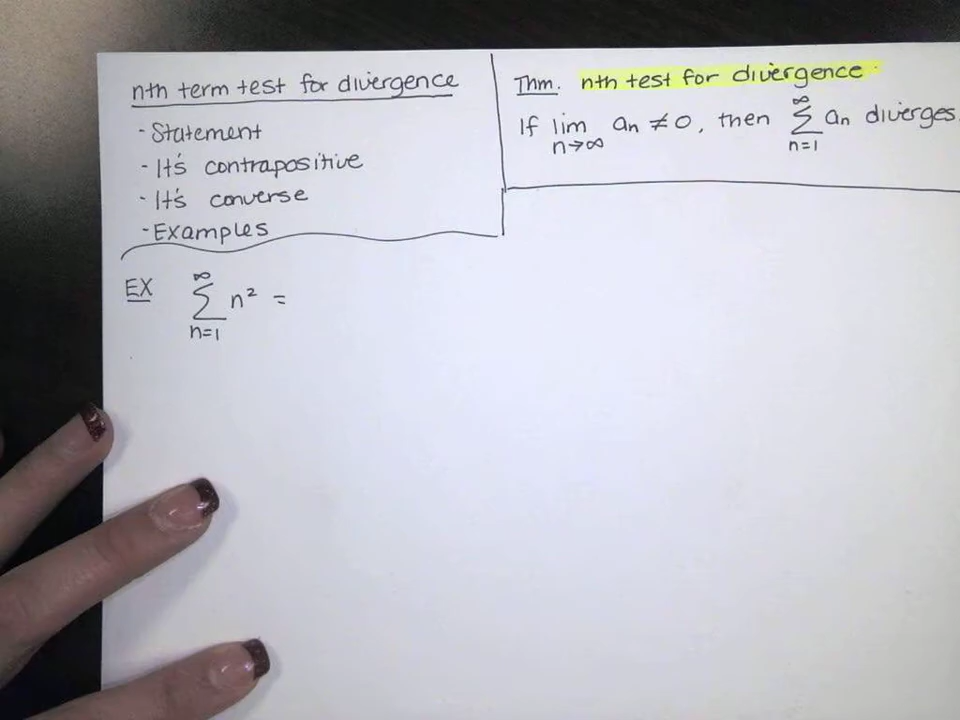 nth term test for divergence
- Statement
- It's contrapositive
- It's converse
- Examples
Thm. nth test for divergence
If lim n→∞ an ≠ 0, then ∞ Σ n=1 an diverges.
EX ∞ Σ n=1 n² =